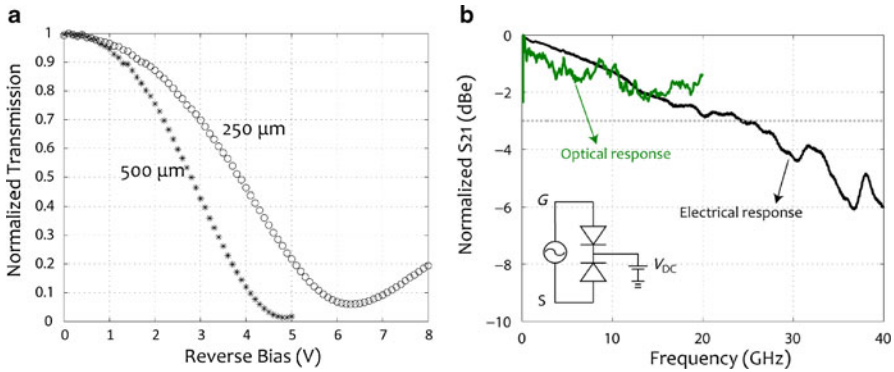 a
Normalized Transmission
1
0.9
0.8
0.7
0.6
0.5
0.4
0.3
0.2
0.1
0
250 µm
500 µm
0 1 2 3 4 5 6 7 8
Reverse Bias (V)
b
Normalized S21 (dBe)
0
−2
−4
−6
−8
−10
Optical response
Electrical response
G
S
VDC
0 10 20 30 40
Frequency (GHz)